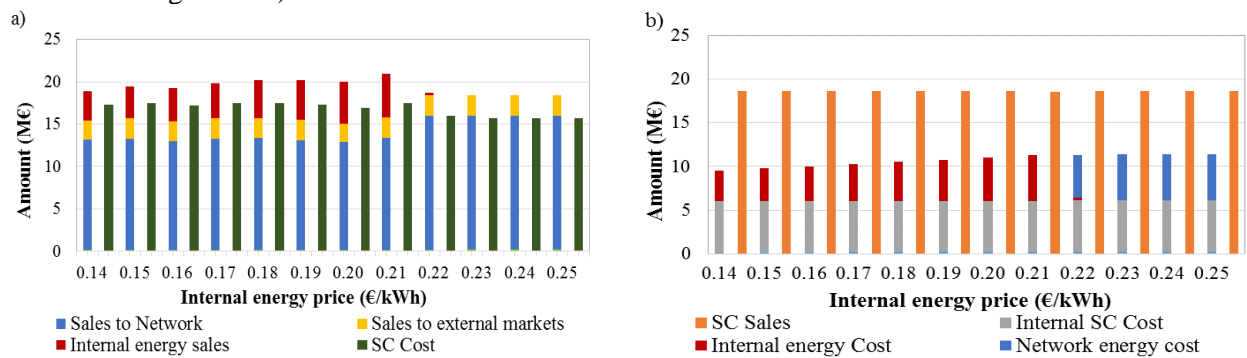 a)
25
20
15
10
5
0
Amount (M€)
0.14 0.15 0.16 0.17 0.18 0.19 0.20 0.21 0.22 0.23 0.24 0.25
Internal energy price (€/kWh)
Sales to Network
Sales to external markets
Internal energy sales
SC Cost
b)
25
20
15
10
5
0
Amount (M€)
0.14 0.15 0.16 0.17 0.18 0.19 0.20 0.21 0.22 0.23 0.24 0.25
Internal energy price (€/kWh)
SC Sales
Internal SC Cost
Internal energy Cost
Network energy cost